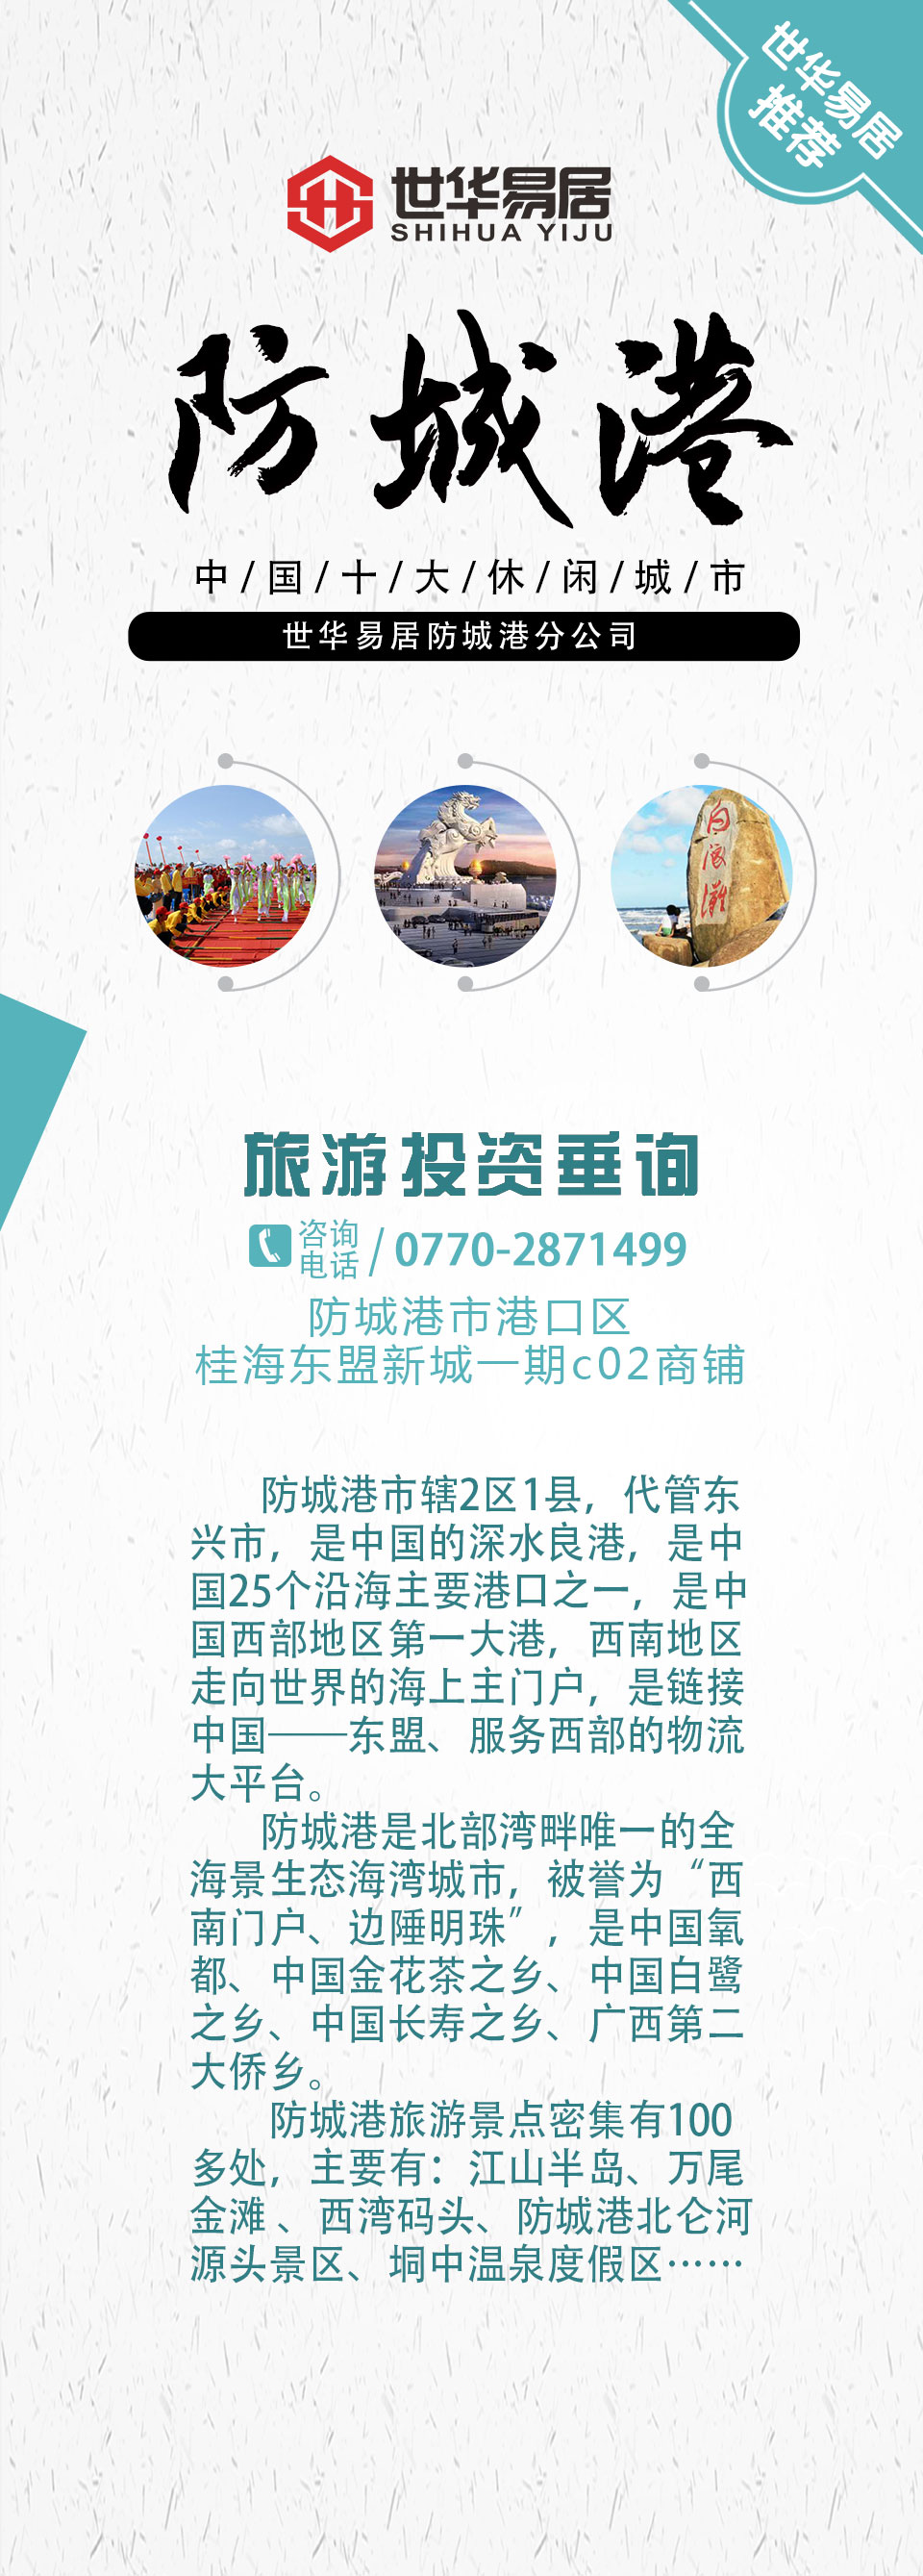 世华易居
推荐
世华易居
SHIHUA YIJU
防城港
中/国/十/大/休/闲/城/市
世华易居防城港分公司
白浪滩
旅游投资垂询
咨询
电话/0770-2871499
防城港市港口区
桂海东盟新城一期c02商铺
防城港市辖2区1县，代管东
兴市，是中国的深水良港，是中
国25个沿海主要港口之一，是中
国西部地区第一大港，西南地区
走向世界的海上主门户，是链接
中国——东盟、服务西部的物流
大平台。
防城港是北部湾畔唯一的全
海景生态海湾城市，被誉为“西
南门户、边陲明珠”，是中国氧
都、中国金花茶之乡、中国白鹭
之乡、中国长寿之乡、广西第二
大侨乡。
防城港旅游景点密集有100
多处，主要有：江山半岛、万尾
金滩 、西湾码头、防城港北仑河
源头景区、垌中温泉度假区……